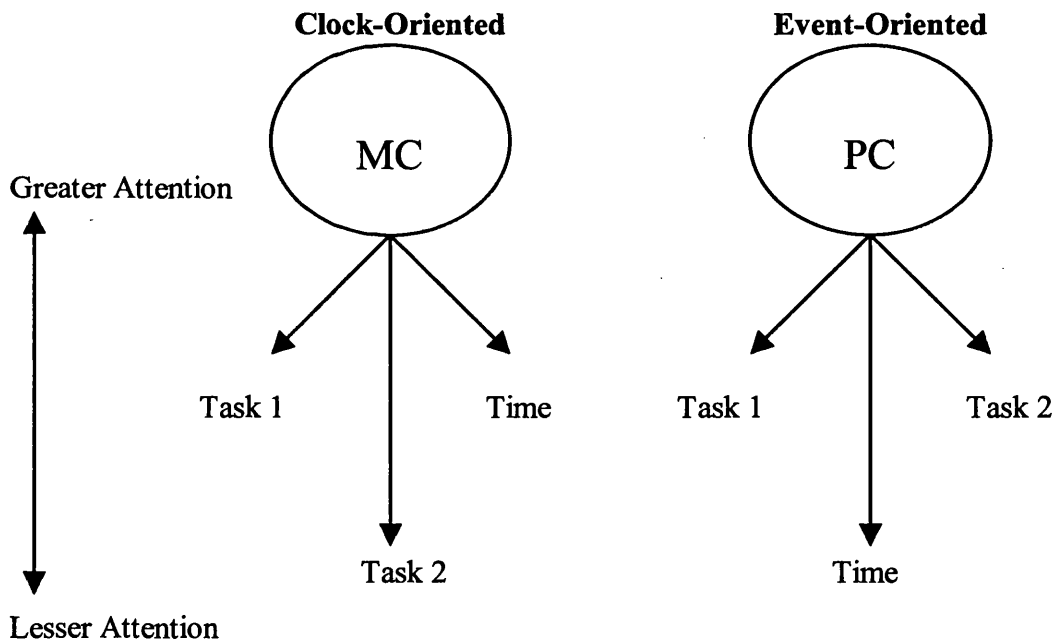 Clock-Oriented
Event-Oriented
MC
PC
Greater Attention
Task 1
Time
Task 1
Task 2
Task 2
Time
Lesser Attention